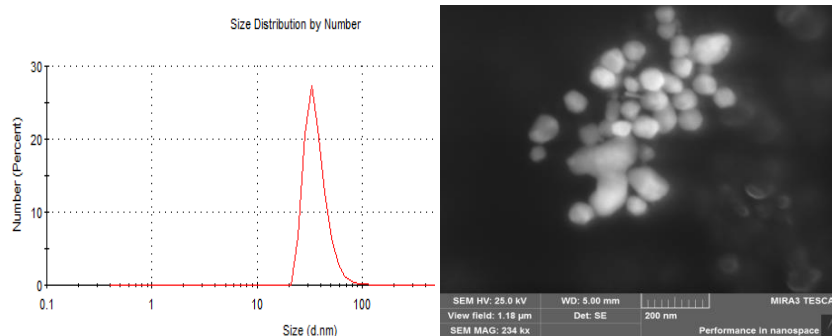 Size Distribution by Number
Number (Percent)
30
20
10
0
0.1 1 10 100
Size (d.nm)
SEM HV: 25.0 kV WD: 5.00 mm MIRA3 TESCA
View field: 1.18 µm Det: SE 200 nm
SEM MAG: 234 kx Performance in nanospace